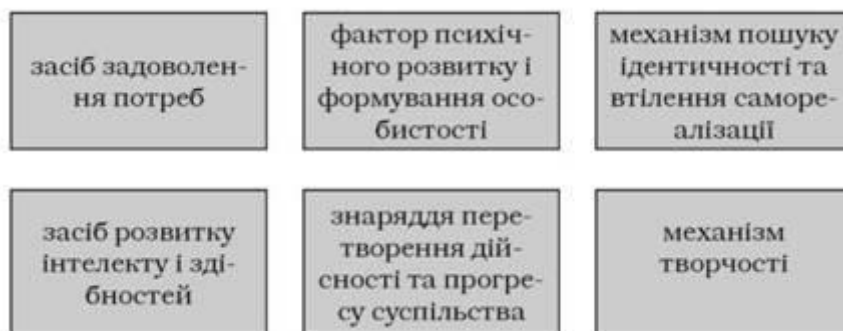 засіб задоволен-
ня потреб
фактор психіч-
ного розвитку і
формування осо-
бистості
механізм пошуку
ідентичності та
втілення саморе-
алізації
засіб розвитку
інтелекту і зді-
бностей
знаряддя пере-
творення дій-
сності та прогре-
су суспільства
механізм
творчості